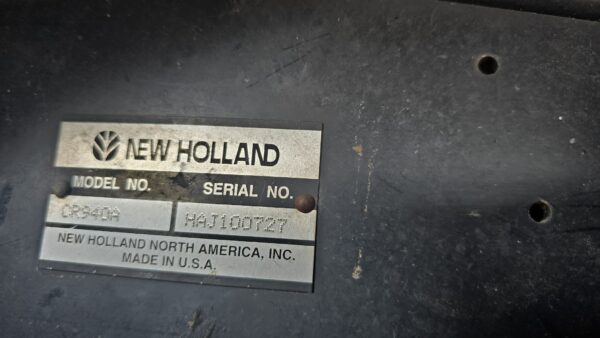 NEW HOLLAND
MODEL NO. SERIAL NO.
CR940A HAJ100727
NEW HOLLAND NORTH AMERICA, INC.
MADE IN U.S.A.